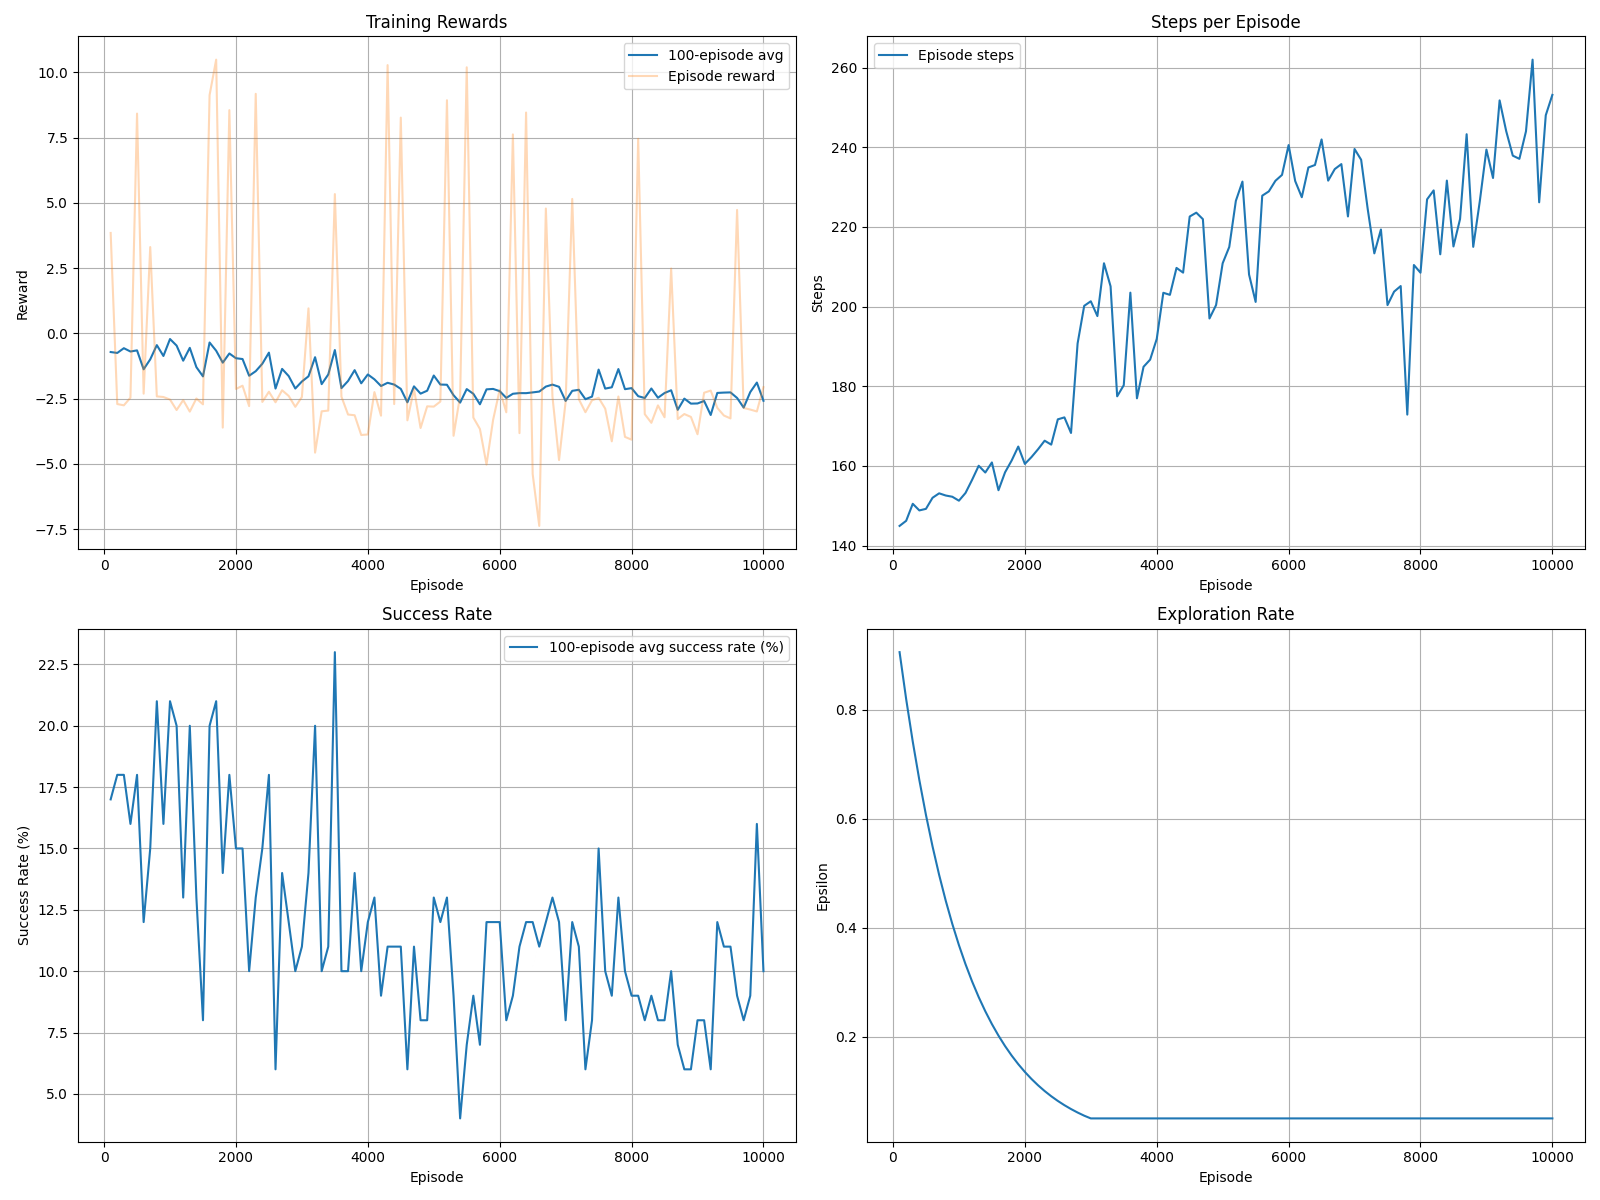 Training Rewards
100-episode avg
Episode reward
10.0
7.5
5.0
2.5
0.0
−2.5
−5.0
−7.5
Reward
0 2000 4000 6000 8000 10000
Episode
Steps per Episode
Episode steps
260
240
220
200
180
160
140
Steps
0 2000 4000 6000 8000 10000
Episode
Success Rate
100-episode avg success rate (%)
22.5
20.0
17.5
15.0
12.5
10.0
7.5
5.0
Success Rate (%)
0 2000 4000 6000 8000 10000
Episode
Exploration Rate
0.8
0.6
0.4
0.2
Epsilon
0 2000 4000 6000 8000 10000
Episode